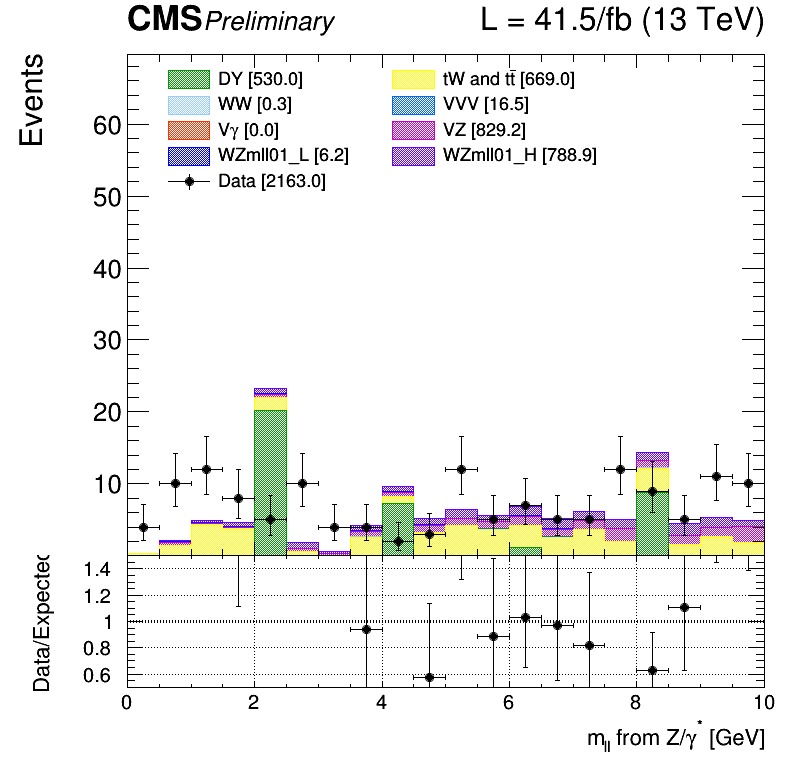 CMS Preliminary L = 41.5/fb (13 TeV)
Events
DY [530.0] tW and tt̄ [669.0]
WW [0.3] VVV [16.5]
Vγ [0.0] VZ [829.2]
WZmll01_L [6.2] WZmll01_H [788.9]
Data [2163.0]
60
50
40
30
20
10
Data/Expected
1.4
1.2
1
0.8
0.6
0 2 4 6 8 10
m_ll from Z/γ* [GeV]